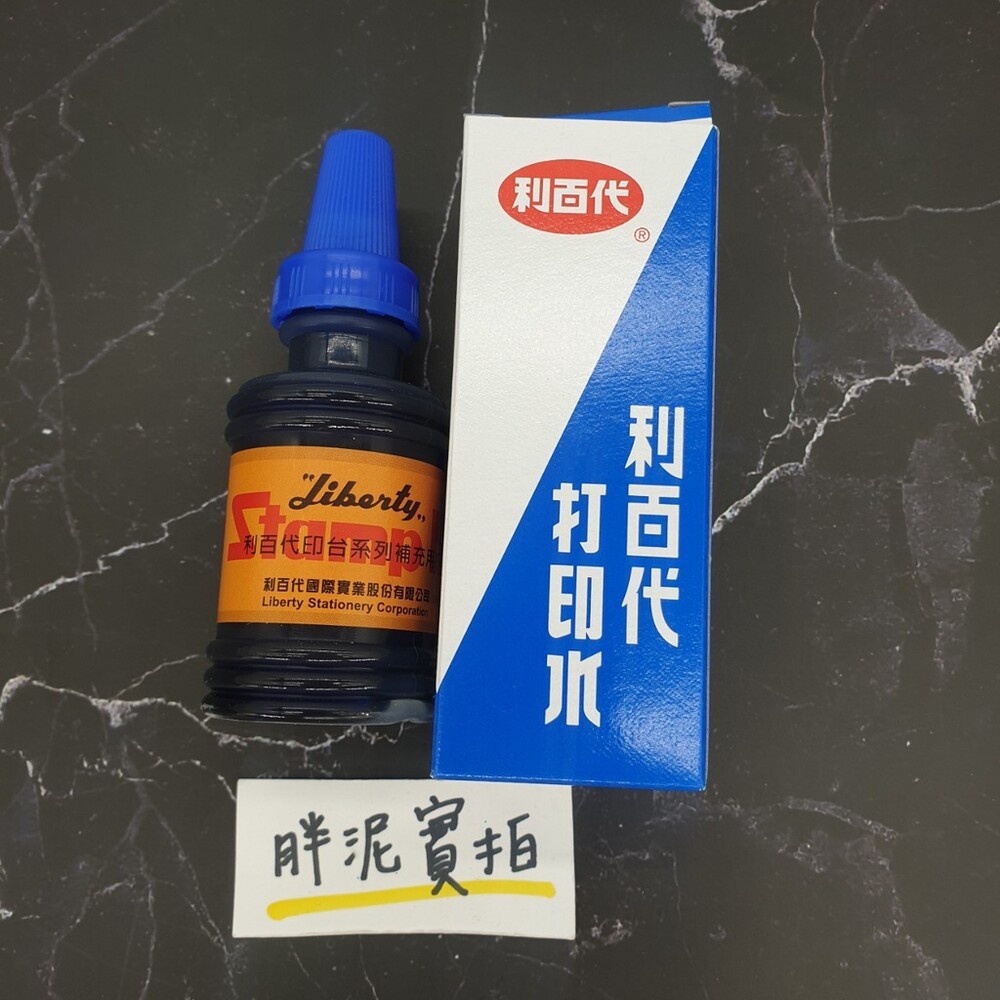 "Liberty"
Stamp
利百代印台系列補充用
利百代國際實業股份有限公司
Liberty Stationery Corporation
利百代
®
利百代
打印水
胖泥實拍